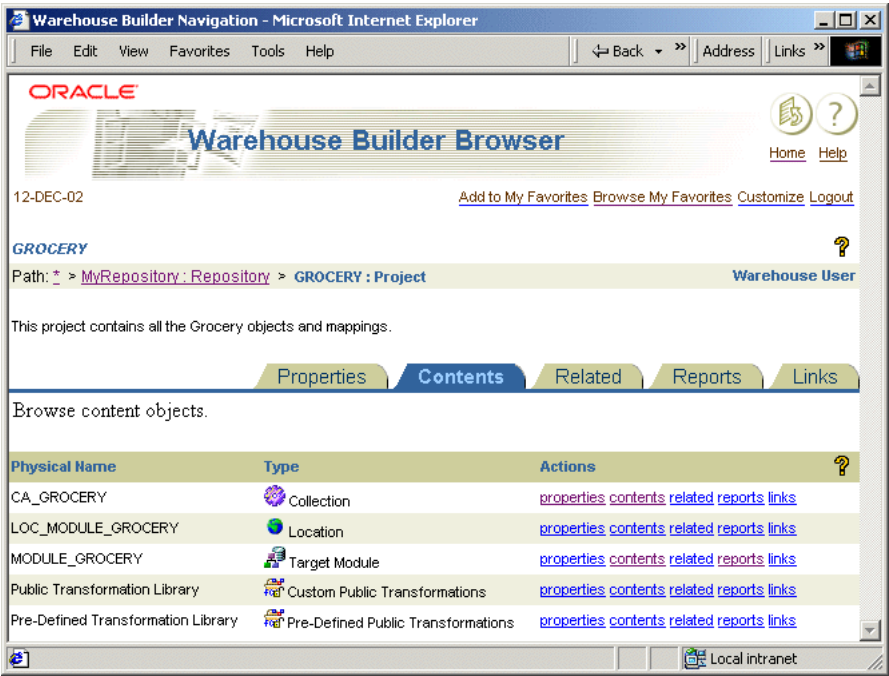 Warehouse Builder Navigation - Microsoft Internet Explorer
File Edit View Favorites Tools Help Back » Address Links »
ORACLE
Warehouse Builder Browser
Home Help
12-DEC-02 Add to My Favorites Browse My Favorites Customize Logout
GROCERY ?
Path: * > MyRepository : Repository > GROCERY : Project Warehouse User
This project contains all the Grocery objects and mappings.
Properties Contents Related Reports Links
Browse content objects.
Physical Name Type Actions ?
CA_GROCERY Collection properties contents related reports links
LOC_MODULE_GROCERY Location properties contents related reports links
MODULE_GROCERY Target Module properties contents related reports links
Public Transformation Library Custom Public Transformations properties contents related reports links
Pre-Defined Transformation Library Pre-Defined Public Transformations properties contents related reports links
Local intranet